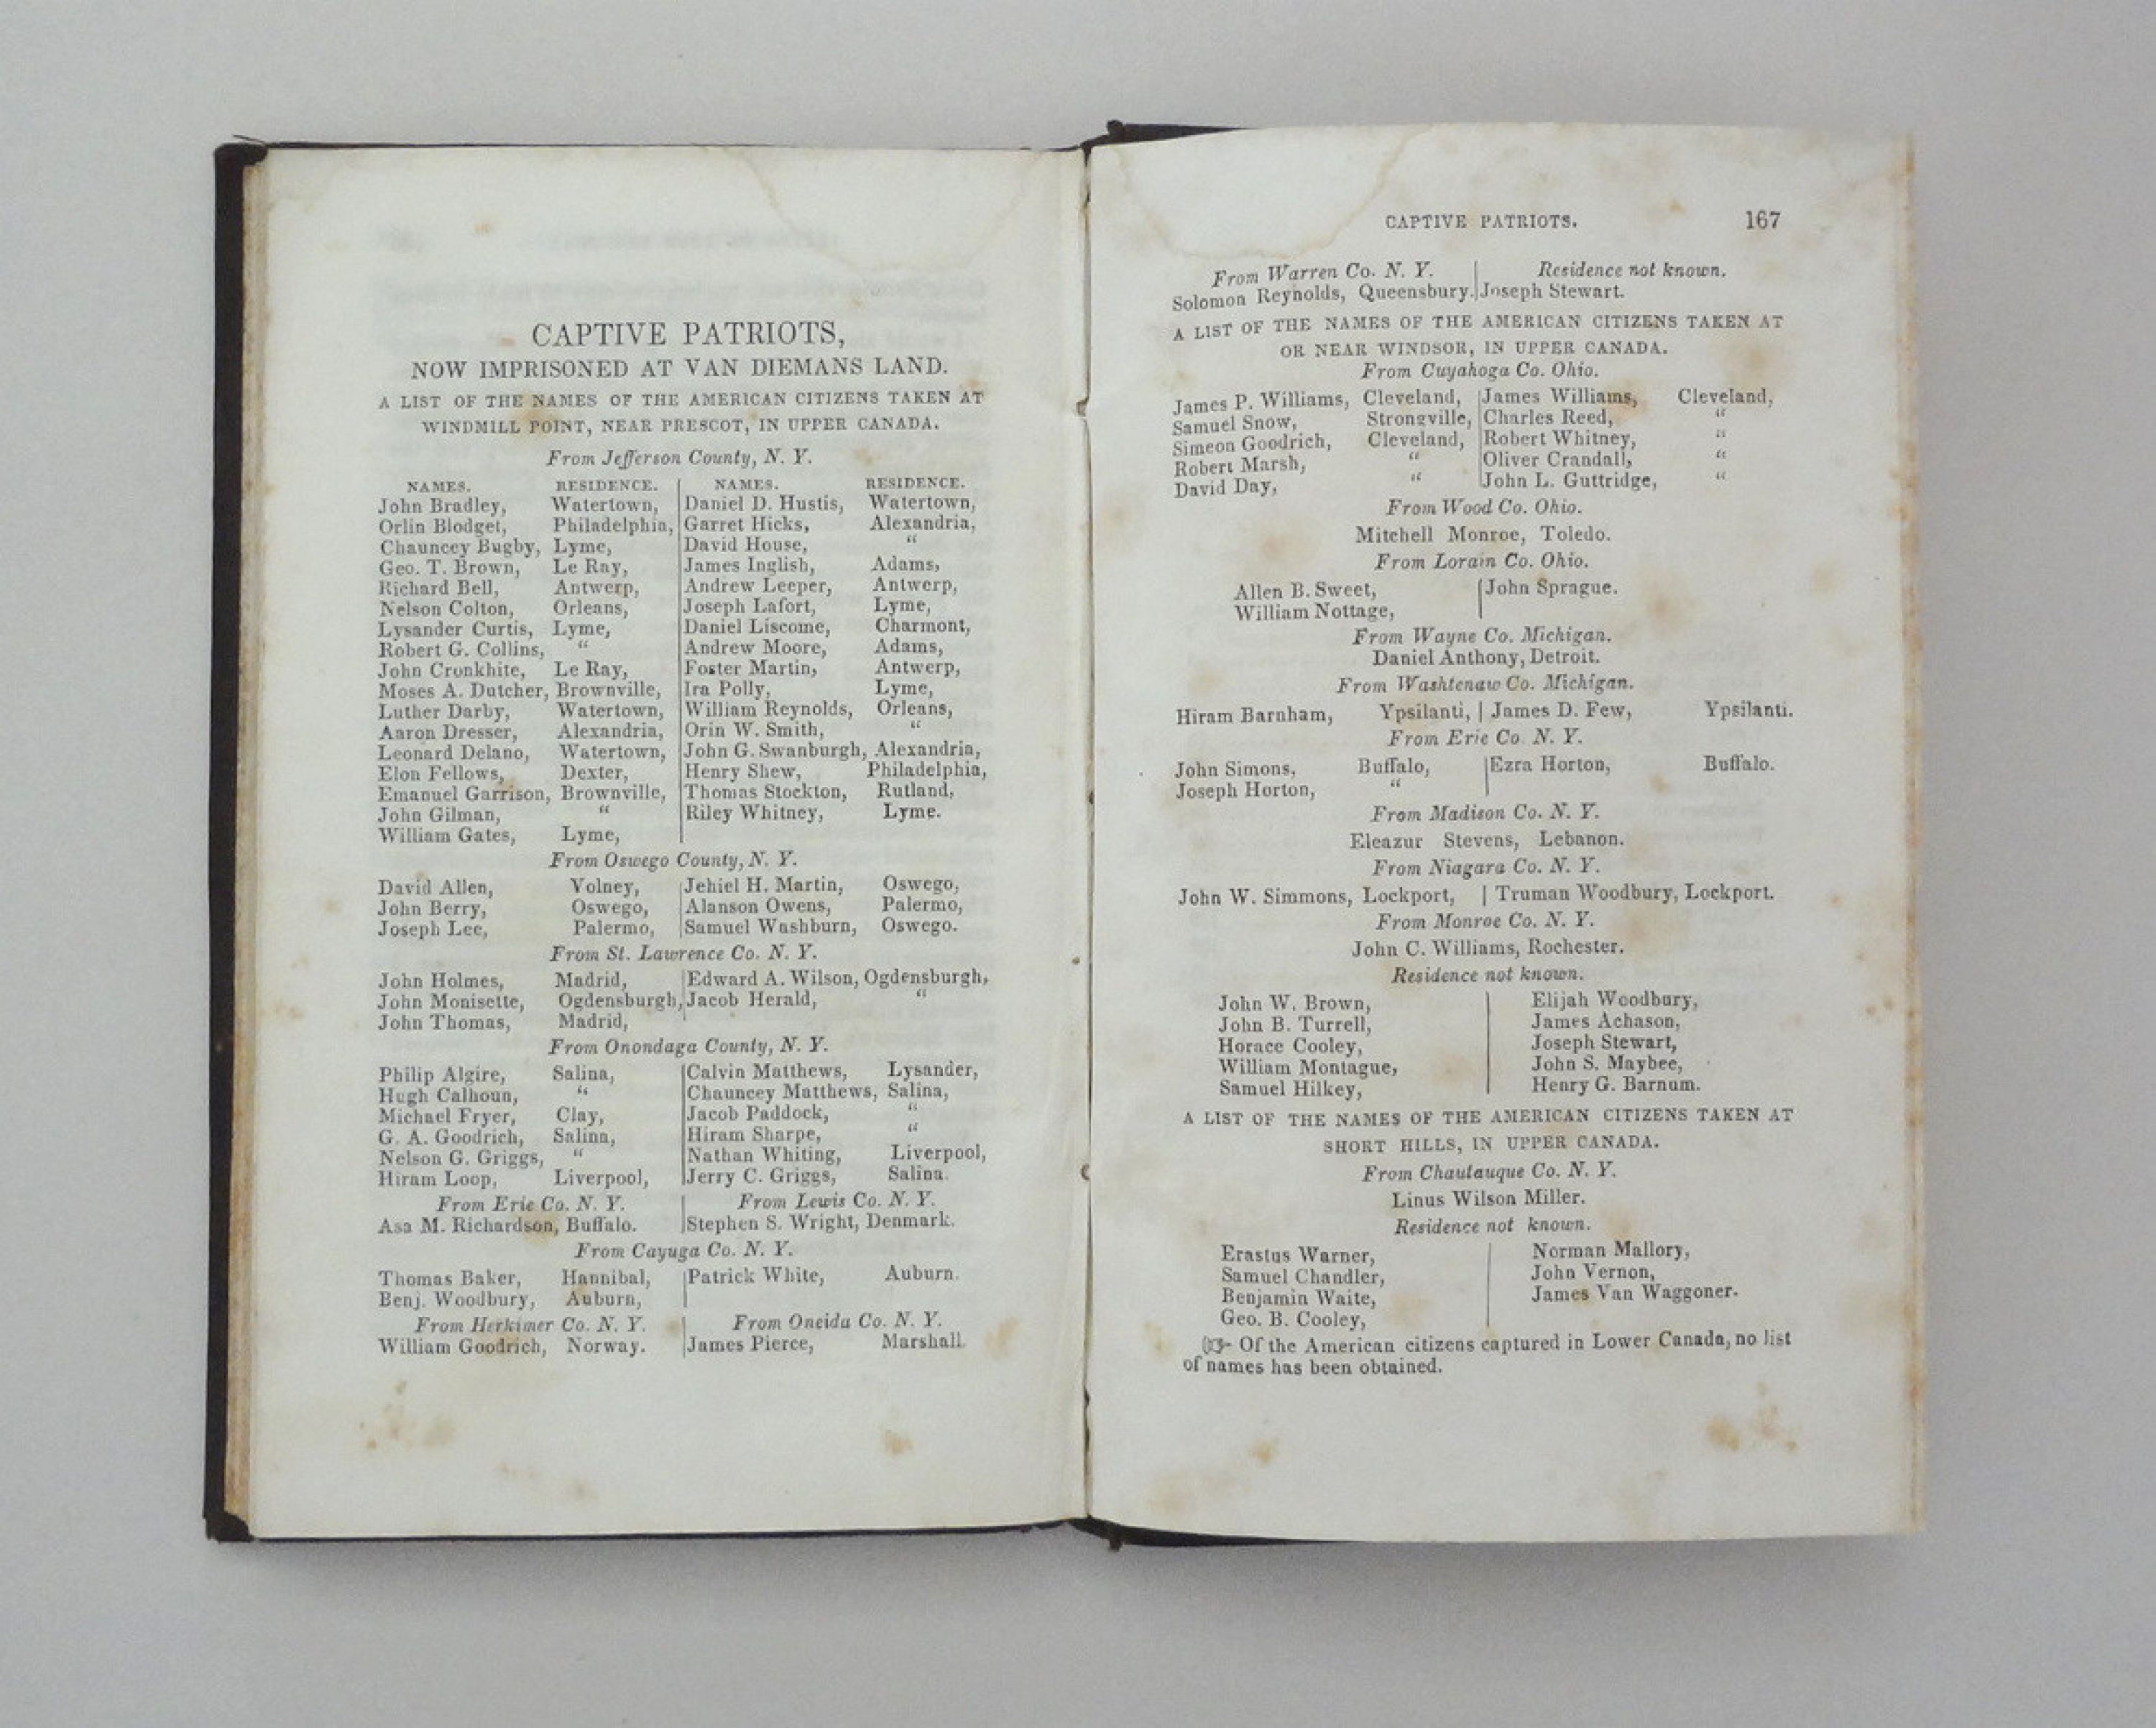 CAPTIVE PATRIOTS,
NOW IMPRISONED AT VAN DIEMANS LAND.
A LIST OF THE NAMES OF THE AMERICAN CITIZENS TAKEN AT
WINDMILL POINT, NEAR PRESCOT, IN UPPER CANADA.
From Jefferson County, N. Y.
NAMES. RESIDENCE. NAMES. RESIDENCE.
John Bradley, Watertown, Daniel D. Hustis, Watertown,
Orlin Blodget, Philadelphia, Garret Hicks, Alexandria,
Chauncey Bugby, Lyme, David House, "
Geo. T. Brown, Le Ray, James Inglish, Adams,
Richard Bell, Antwerp, Andrew Leeper, Antwerp,
Nelson Colton, Orleans, Joseph Lafort, Lyme,
Lysander Curtis, Lyme, Daniel Liscome, Charmont,
Robert G. Collins, " Andrew Moore, Adams,
John Cronkhite, Le Ray, Foster Martin, Antwerp,
Moses A. Dutcher, Brownville, Ira Polly, Lyme,
Luther Darby, Watertown, William Reynolds, Orleans,
Aaron Dresser, Alexandria, Orin W. Smith, "
Leonard Delano, Watertown, John G. Swanburgh, Alexandria,
Elon Fellows, Dexter, Henry Shew, Philadelphia,
Emanuel Garrison, Brownville, Thomas Stockton, Rutland,
John Gilman, " Riley Whitney, Lyme.
William Gates, Lyme,
From Oswego County, N. Y.
David Allen, Volney, Jehiel H. Martin, Oswego,
John Berry, Oswego, Alanson Owens, Palermo,
Joseph Lee, Palermo, Samuel Washburn, Oswego.
From St. Lawrence Co. N. Y.
John Holmes, Madrid, Edward A. Wilson, Ogdensburgh,
John Monisette, Ogdensburgh, Jacob Herald, "
John Thomas, Madrid,
From Onondaga County, N. Y.
Philip Algire, Salina, Calvin Matthews, Lysander,
Hugh Calhoun, " Chauncey Matthews, Salina,
Michael Fryer, Clay, Jacob Paddock, "
G. A. Goodrich, Salina, Hiram Sharpe, "
Nelson G. Griggs, " Nathan Whiting, Liverpool,
Hiram Loop, Liverpool, Jerry C. Griggs, Salina.
From Erie Co. N. Y. From Lewis Co. N. Y.
Asa M. Richardson, Buffalo. Stephen S. Wright, Denmark.
From Cayuga Co. N. Y.
Thomas Baker, Hannibal, Patrick White, Auburn.
Benj. Woodbury, Auburn,
From Herkimer Co. N. Y. From Oneida Co. N. Y.
William Goodrich, Norway. James Pierce, Marshall.
CAPTIVE PATRIOTS. 167
From Warren Co. N. Y. Residence not known.
Solomon Reynolds, Queensbury. Joseph Stewart.
A LIST OF THE NAMES OF THE AMERICAN CITIZENS TAKEN AT
OR NEAR WINDSOR, IN UPPER CANADA.
From Cuyahoga Co. Ohio.
James P. Williams, Cleveland, James Williams, Cleveland,
Samuel Snow, Strongville, Charles Reed, "
Simeon Goodrich, Cleveland, Robert Whitney, "
Robert Marsh, " Oliver Crandall, "
David Day, " John L. Guttridge, "
From Wood Co. Ohio.
Mitchell Monroe, Toledo.
From Lorain Co. Ohio.
Allen B. Sweet, John Sprague.
William Nottage,
From Wayne Co. Michigan.
Daniel Anthony, Detroit.
From Washtenaw Co. Michigan.
Hiram Barnham, Ypsilanti, James D. Few, Ypsilanti.
From Erie Co. N. Y.
John Simons, Buffalo, Ezra Horton, Buffalo.
Joseph Horton, "
From Madison Co. N. Y.
Eleazur Stevens, Lebanon.
From Niagara Co. N. Y.
John W. Simmons, Lockport, Truman Woodbury, Lockport.
From Monroe Co. N. Y.
John C. Williams, Rochester.
Residence not known.
John W. Brown, Elijah Woodbury,
John B. Turrell, James Achason,
Horace Cooley, Joseph Stewart,
William Montague, John S. Maybee,
Samuel Hilkey, Henry G. Barnum.
A LIST OF THE NAMES OF THE AMERICAN CITIZENS TAKEN AT
SHORT HILLS, IN UPPER CANADA.
From Chautauque Co. N. Y.
Linus Wilson Miller.
Residence not known.
Erastus Warner, Norman Mallory,
Samuel Chandler, John Vernon,
Benjamin Waite, James Van Waggoner.
Geo. B. Cooley,
☞ Of the American citizens captured in Lower Canada, no list
of names has been obtained.